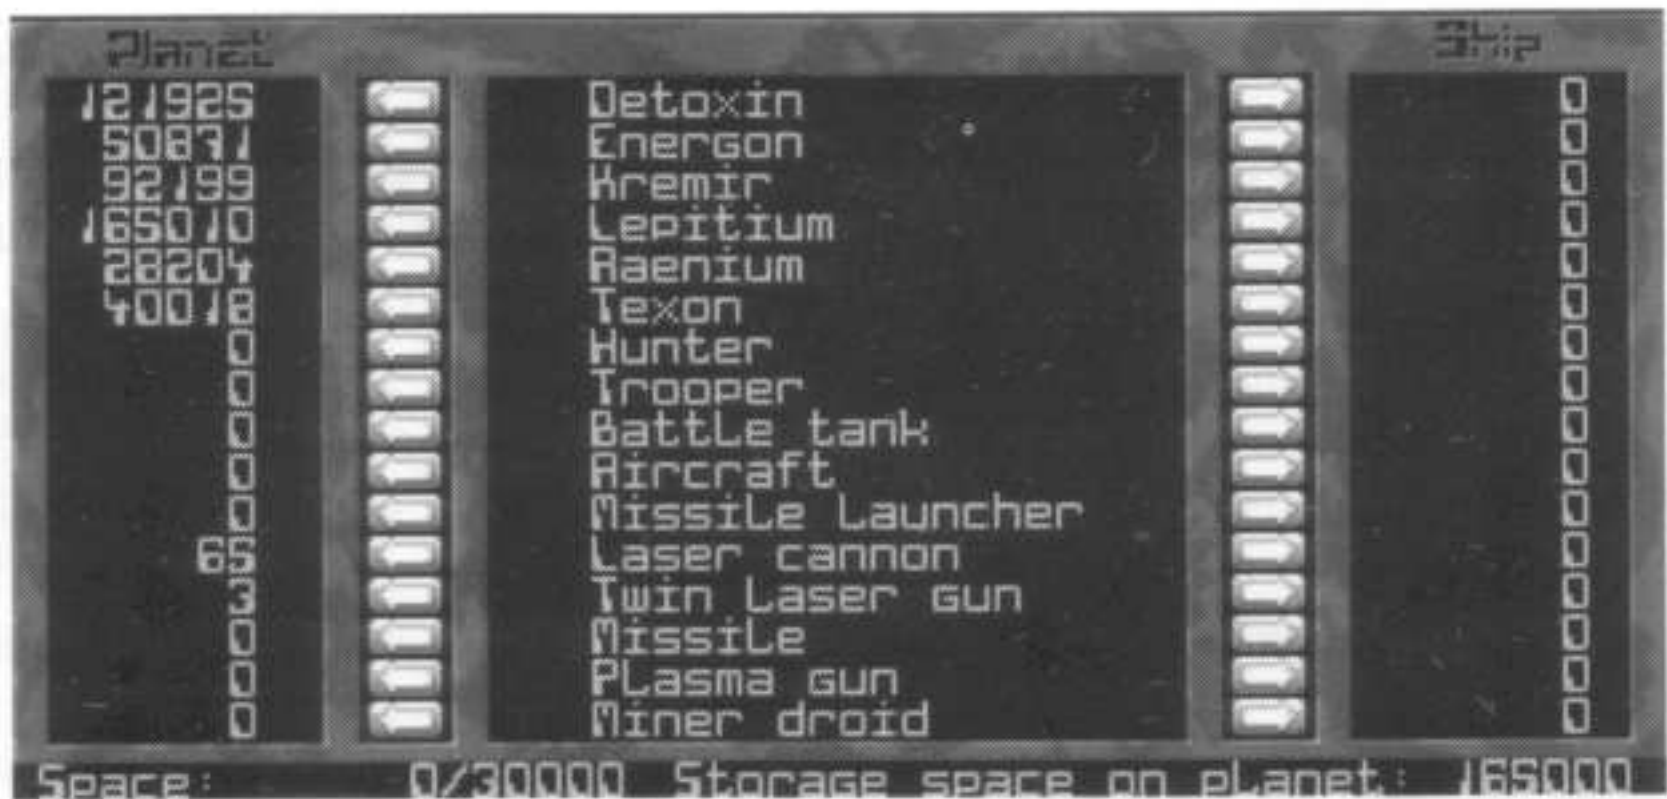 Planet Ship
121925 Detoxin 0
50871 Energon 0
92199 Kremir 0
165010 Lepitium 0
28204 Raenium 0
40018 Texon 0
0 Hunter 0
0 Trooper 0
0 Battle tank 0
0 Aircraft 0
0 Missile Launcher 0
65 Laser cannon 0
3 Twin Laser gun 0
0 Missile 0
0 Plasma gun 0
0 Miner droid 0
Space: 0/30000 Storage space on planet: 165000